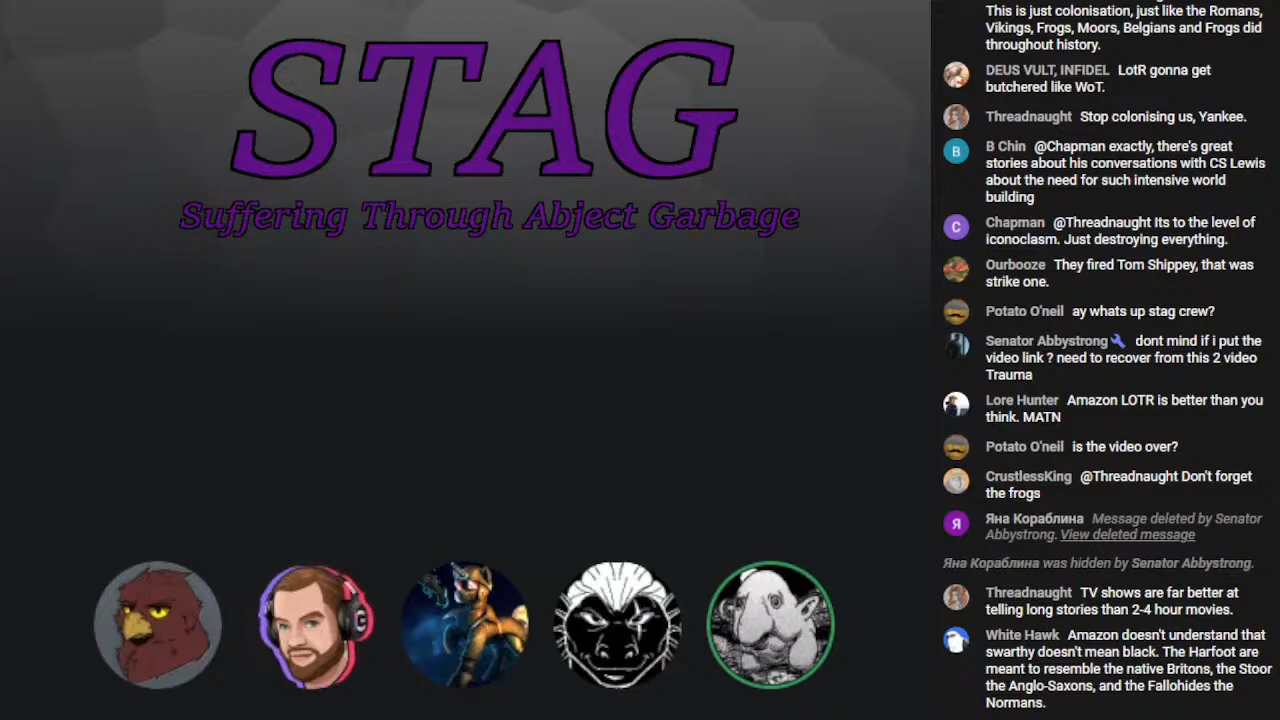 STAG
Suffering Through Abject Garbage
This is just colonisation, just like the Romans,
Vikings, Frogs, Moors, Belgians and Frogs did
throughout history.
DEUS VULT, INFIDEL LotR gonna get
butchered like WoT.
Threadnaught Stop colonising us, Yankee.
B
B Chin @Chapman exactly, there's great
stories about his conversations with CS Lewis
about the need for such intensive world
building
C
Chapman @Threadnaught Its to the level of
iconoclasm. Just destroying everything.
Ourbooze They fired Tom Shippey, that was
strike one.
Potato O'neil ay whats up stag crew?
Senator Abbystrong dont mind if i put the
video link ? need to recover from this 2 video
Trauma
Lore Hunter Amazon LOTR is better than you
think. MATN
Potato O'neil is the video over?
CrustlessKing @Threadnaught Don't forget
the frogs
Я
Яна Кораблина Message deleted by Senator
Abbystrong. View deleted message
Яна Кораблина was hidden by Senator Abbystrong.
Threadnaught TV shows are far better at
telling long stories than 2-4 hour movies.
White Hawk Amazon doesn't understand that
swarthy doesn't mean black. The Harfoot are
meant to resemble the native Britons, the Stoor
the Anglo-Saxons, and the Fallohides the
Normans.